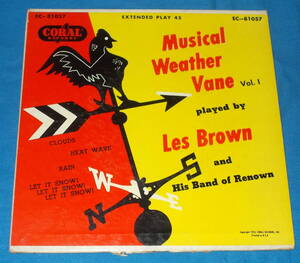 EC-81057
EXTENDED PLAY 45
EC-81057
CORAL
RECORDS
Musical
Weather
Vane Vol. 1
played by
Les Brown
and
His Band of Renown
CLOUDS
HEAT WAVE
RAIN
LET IT SNOW!
LET IT SNOW!
LET IT SNOW!
N
S
W
E